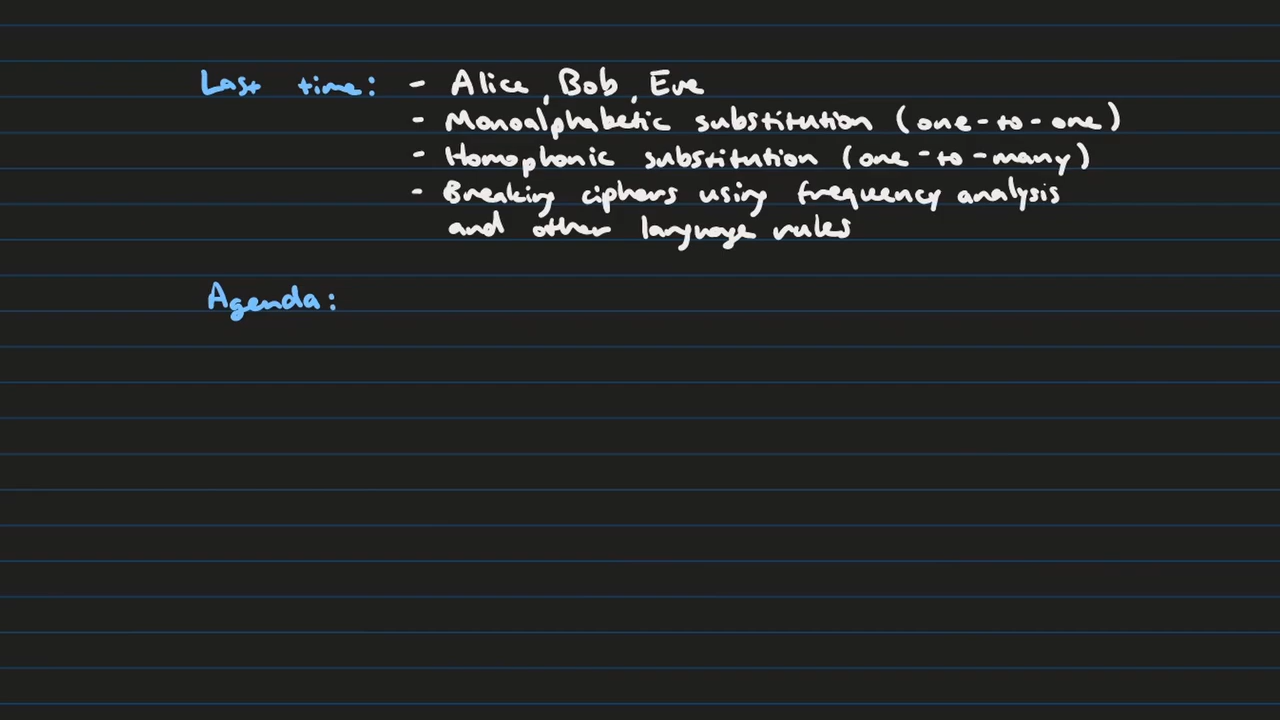 Last time: - Alice, Bob, Eve
- Monoalphabetic substitution (one-to-one)
- Homophonic substitution (one-to-many)
- Breaking ciphers using frequency analysis
and other language rules
Agenda: